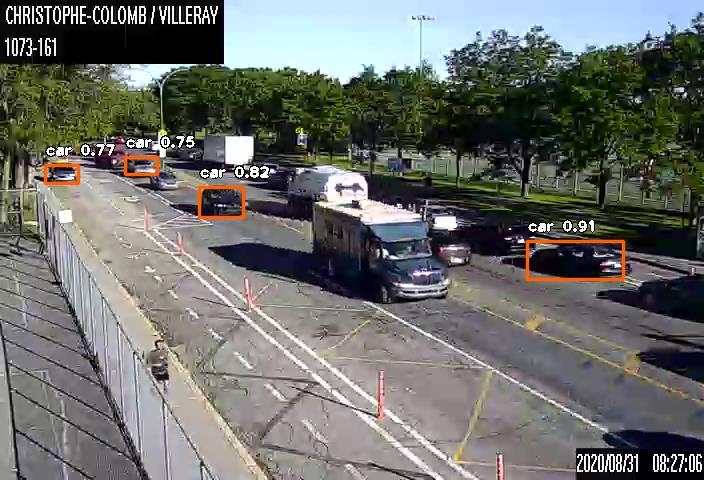 CHRISTOPHE-COLOMB / VILLERAY
1073-161
car 0.77
car 0.75
car 0.82
car 0.91
2020/08/31 08:27:06